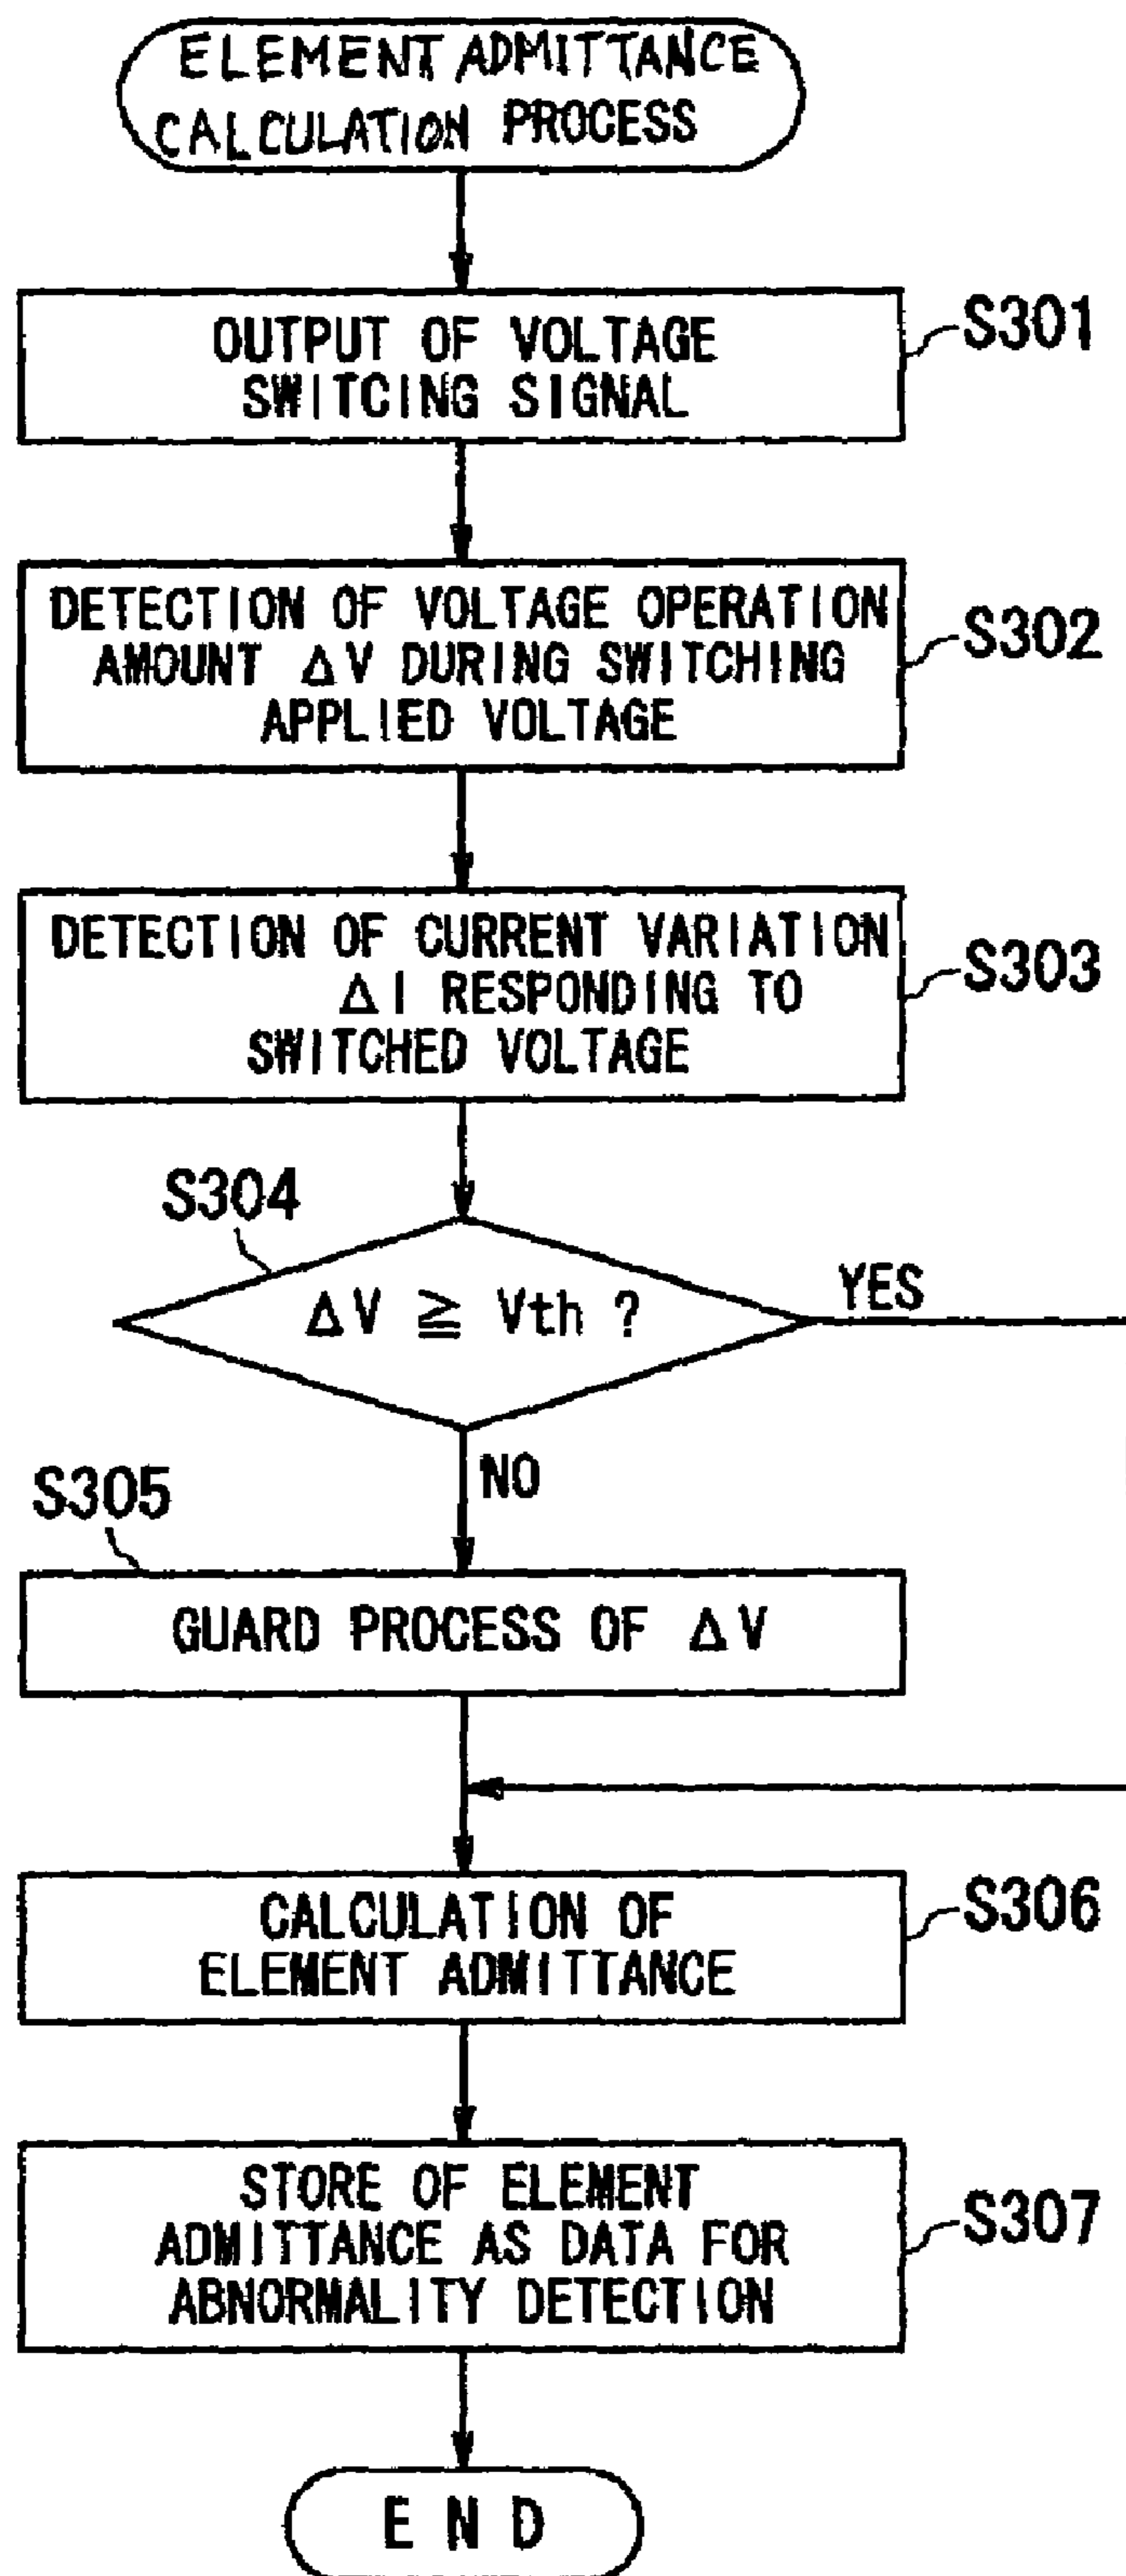 ELEMENT ADMITTANCE
CALCULATION PROCESS
OUTPUT OF VOLTAGE
SWITCING SIGNAL
S301
DETECTION OF VOLTAGE OPERATION
AMOUNT ΔV DURING SWITCHING
APPLIED VOLTAGE
S302
DETECTION OF CURRENT VARIATION
ΔI RESPONDING TO
SWITCHED VOLTAGE
S303
S304
ΔV ≧ Vth ?
YES
NO
S305
GUARD PROCESS OF ΔV
CALCULATION OF
ELEMENT ADMITTANCE
S306
STORE OF ELEMENT
ADMITTANCE AS DATA FOR
ABNORMALITY DETECTION
S307
END